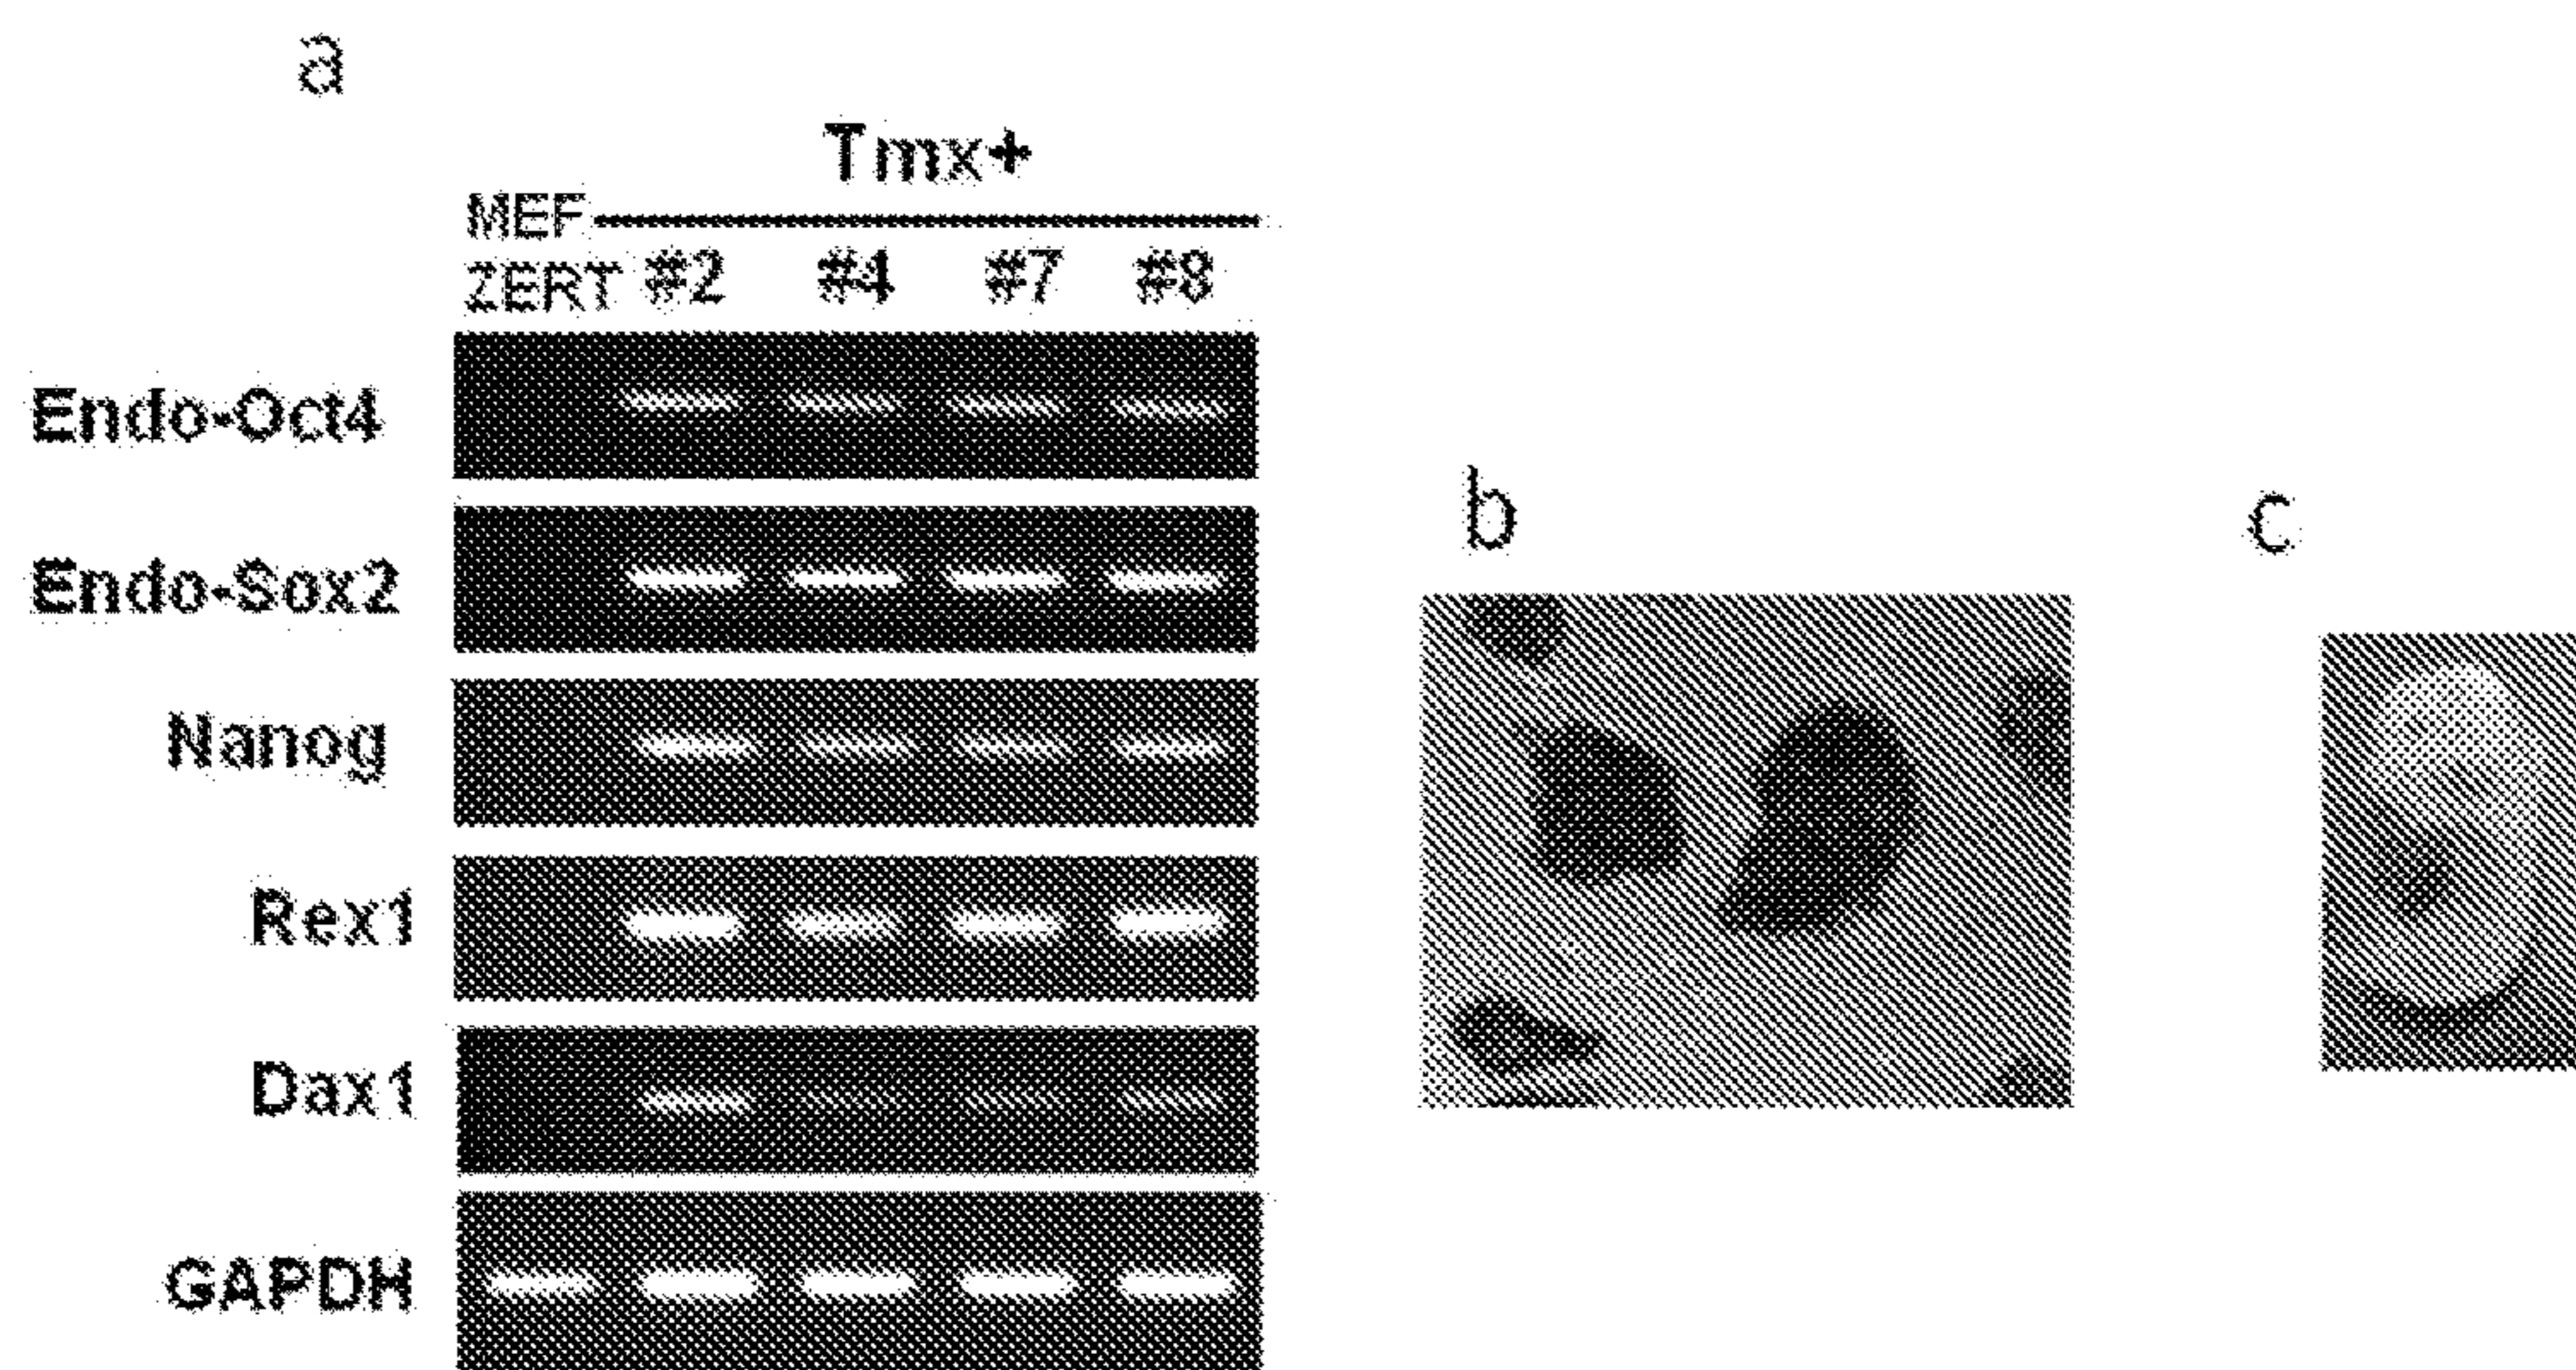 a
Tmx+
MEF
ZERT #2 #4 #7 #8
Endo-Oct4
Endo-Sox2
Nanog
Rex1
Dax1
GAPDH
b
c